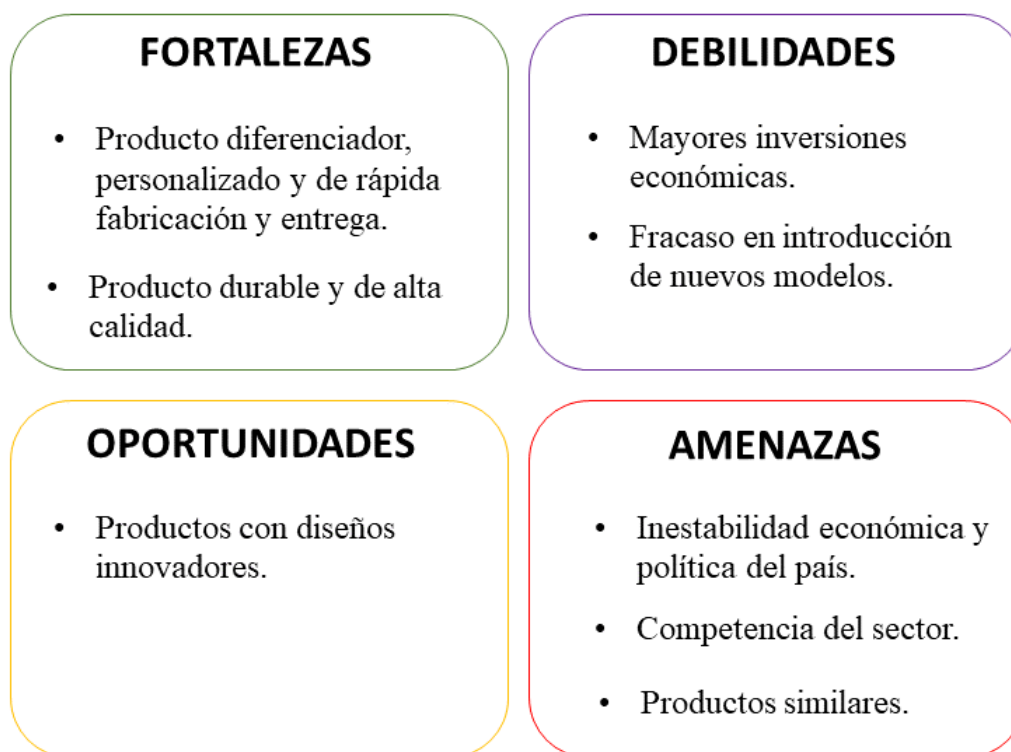 FORTALEZAS
• Producto diferenciador,
personalizado y de rápida
fabricación y entrega.
• Producto durable y de alta
calidad.
DEBILIDADES
• Mayores inversiones
económicas.
• Fracaso en introducción
de nuevos modelos.
OPORTUNIDADES
• Productos con diseños
innovadores.
AMENAZAS
• Inestabilidad económica y
política del país.
• Competencia del sector.
• Productos similares.